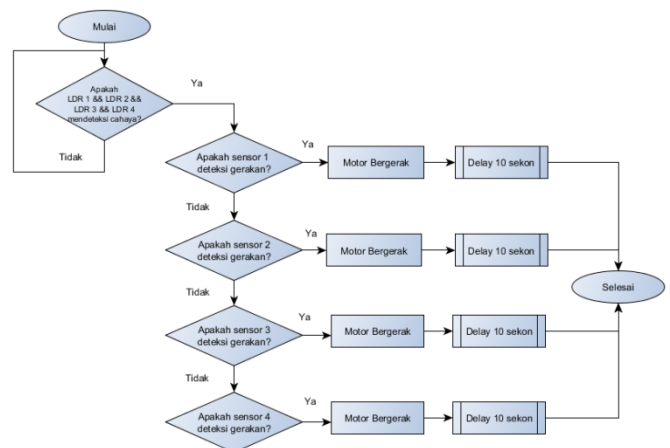 Mulai
Apakah
LDR 1 && LDR 2 &&
LDR 3 && LDR 4
mendeteksi cahaya?
Ya
Tidak
Apakah sensor 1
deteksi gerakan?
Ya
Motor Bergerak
Delay 10 sekon
Tidak
Apakah sensor 2
deteksi gerakan?
Ya
Motor Bergerak
Delay 10 sekon
Selesai
Tidak
Apakah sensor 3
deteksi gerakan?
Ya
Motor Bergerak
Delay 10 sekon
Tidak
Apakah sensor 4
deteksi gerakan?
Ya
Motor Bergerak
Delay 10 sekon